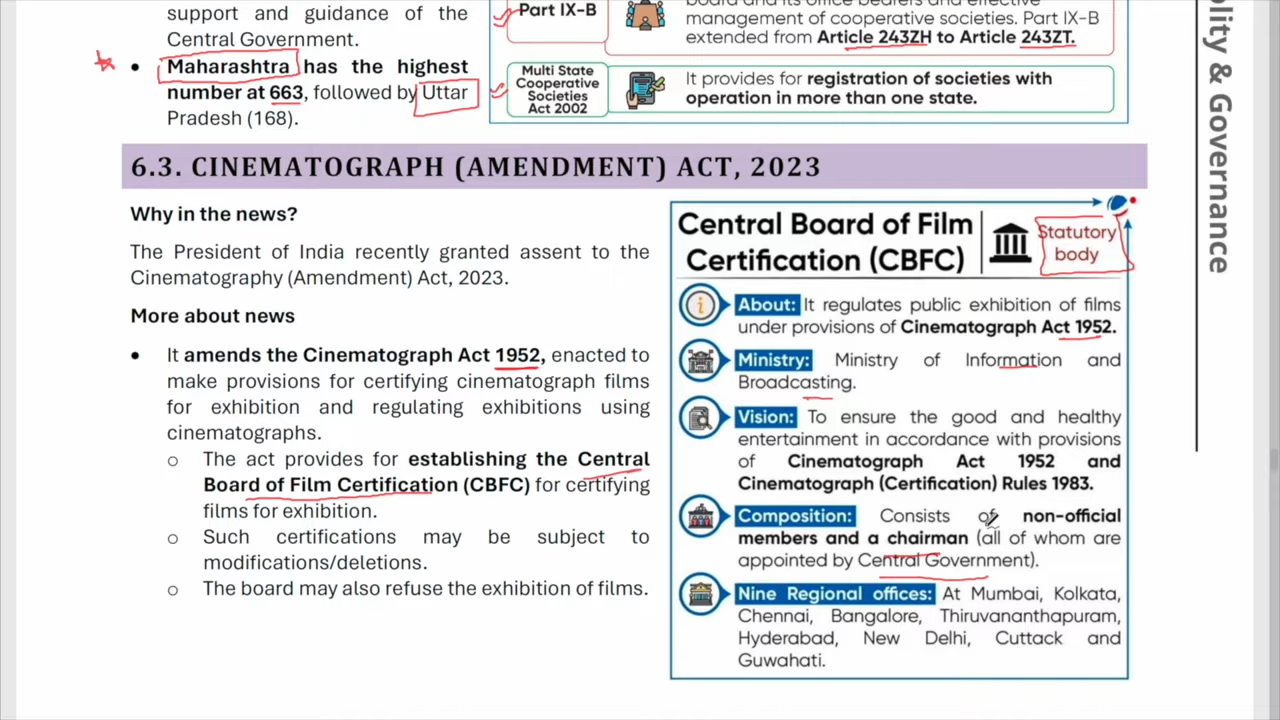 support and guidance of the
Central Government.
• Maharashtra has the highest
number at 663, followed by Uttar
Pradesh (168).
Part IX-B
board and its office bearers and effective
management of cooperative societies. Part IX-B
extended from Article 243ZH to Article 243ZT.
Multi State
Cooperative
Societies
Act 2002
It provides for registration of societies with
operation in more than one state.
6.3. CINEMATOGRAPH (AMENDMENT) ACT, 2023
Why in the news?
The President of India recently granted assent to the
Cinematography (Amendment) Act, 2023.
More about news
• It amends the Cinematograph Act 1952, enacted to
make provisions for certifying cinematograph films
for exhibition and regulating exhibitions using
cinematographs.
o The act provides for establishing the Central
Board of Film Certification (CBFC) for certifying
films for exhibition.
o Such certifications may be subject to
modifications/deletions.
o The board may also refuse the exhibition of films.
Central Board of Film
Certification (CBFC)
Statutory
body
About: It regulates public exhibition of films
under provisions of Cinematograph Act 1952.
Ministry: Ministry of Information and
Broadcasting.
Vision: To ensure the good and healthy
entertainment in accordance with provisions
of Cinematograph Act 1952 and
Cinematograph (Certification) Rules 1983.
Composition: Consists of non-official
members and a chairman (all of whom are
appointed by Central Government).
Nine Regional offices: At Mumbai, Kolkata,
Chennai, Bangalore, Thiruvananthapuram,
Hyderabad, New Delhi, Cuttack and
Guwahati.
olity & Governance